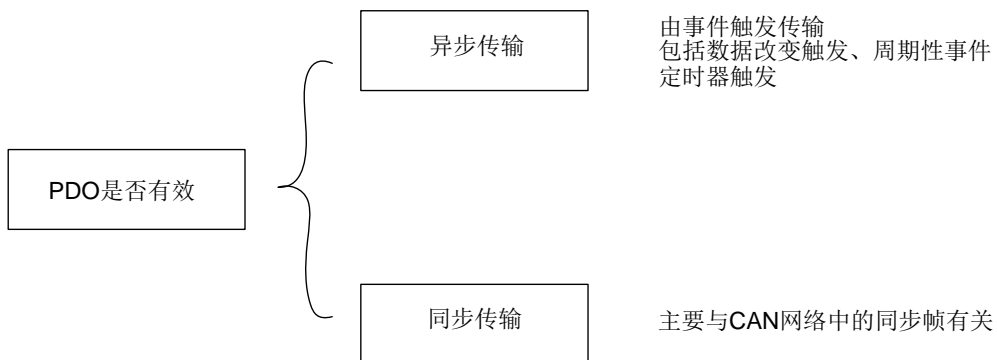 异步传输
由事件触发传输
包括数据改变触发、周期性事件
定时器触发
PDO是否有效
同步传输
主要与CAN网络中的同步帧有关